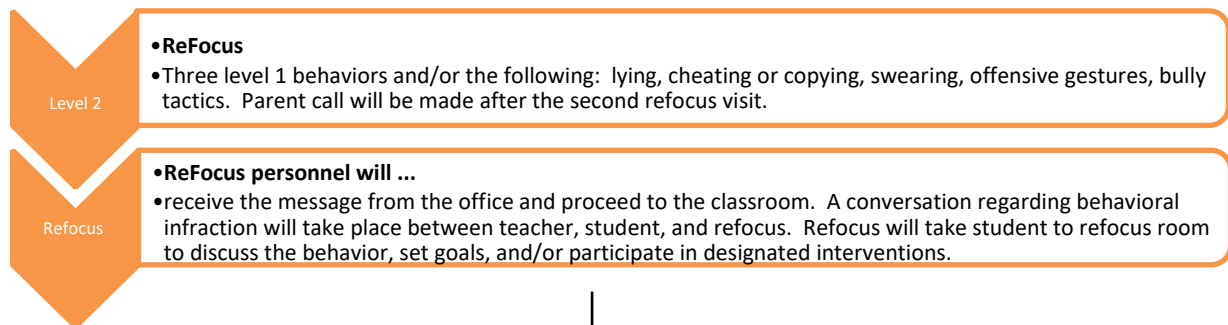 •ReFocus
•Three level 1 behaviors and/or the following: lying, cheating or copying, swearing, offensive gestures, bully
tactics. Parent call will be made after the second refocus visit.
Level 2
•ReFocus personnel will ...
•receive the message from the office and proceed to the classroom. A conversation regarding behavioral
infraction will take place between teacher, student, and refocus. Refocus will take student to refocus room
to discuss the behavior, set goals, and/or participate in designated interventions.
Refocus